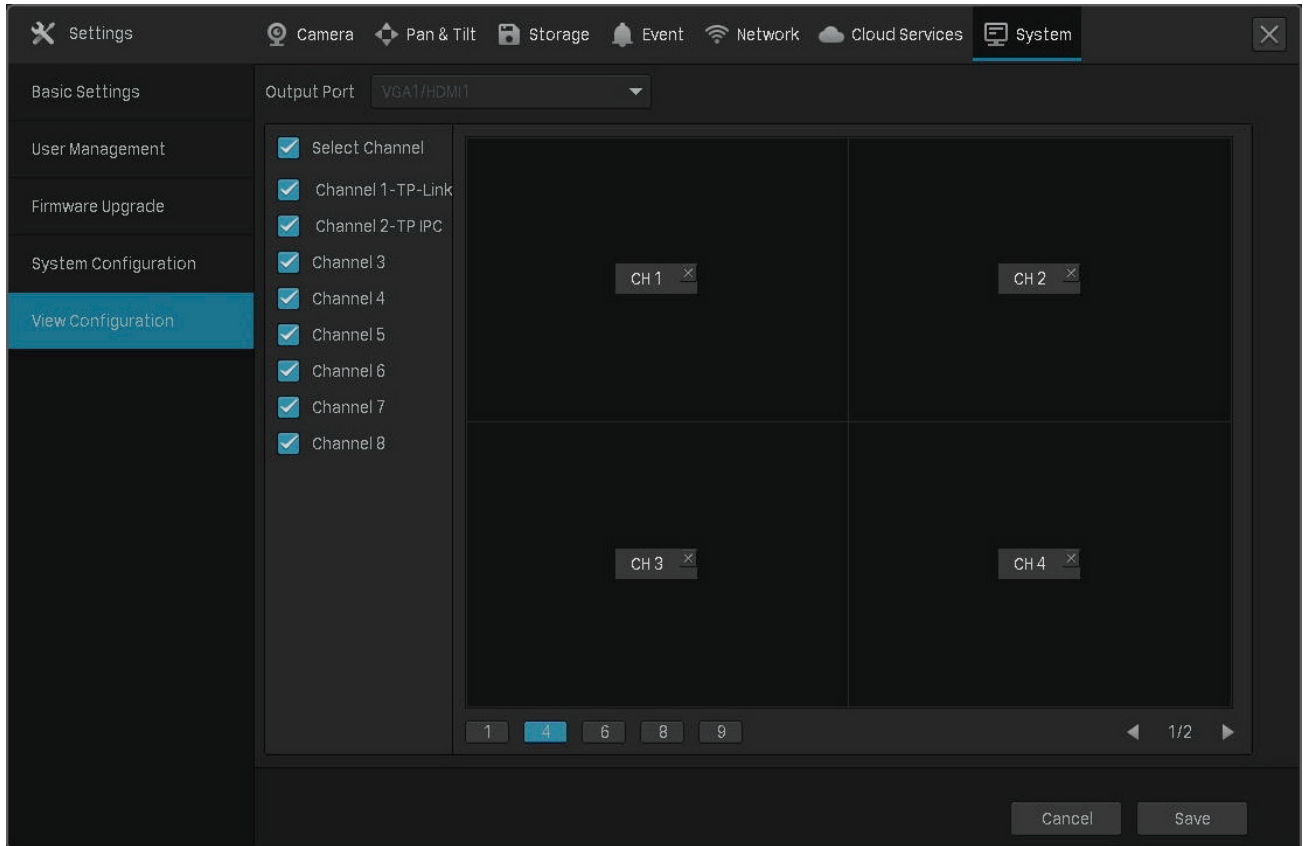 Settings
Camera
Pan & Tilt
Storage
Event
Network
Cloud Services
System
Basic Settings
User Management
Firmware Upgrade
System Configuration
View Configuration
Output Port VGA1/HDMI1
Select Channel
Channel 1-TP-Link
Channel 2-TP IPC
Channel 3
Channel 4
Channel 5
Channel 6
Channel 7
Channel 8
CH 1
CH 2
CH 3
CH 4
1 4 6 8 9
1/2
Cancel
Save